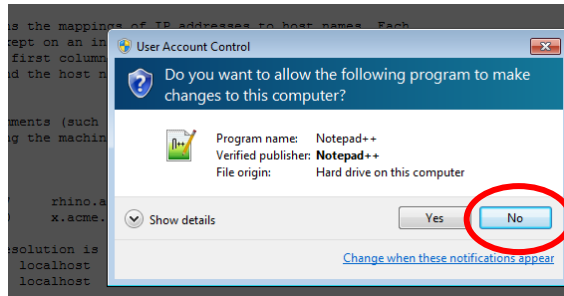 is the mappings of IP addresses to host names. Each
ept on an in
first column
d the host n
User Account Control
Do you want to allow the following program to make
changes to this computer?
ments (such
g the machin
Program name: Notepad++
Verified publisher: Notepad++
File origin: Hard drive on this computer
rhino.a
x.acme.
Show details
Yes No
esolution is
localhost
localhost
Change when these notifications appear